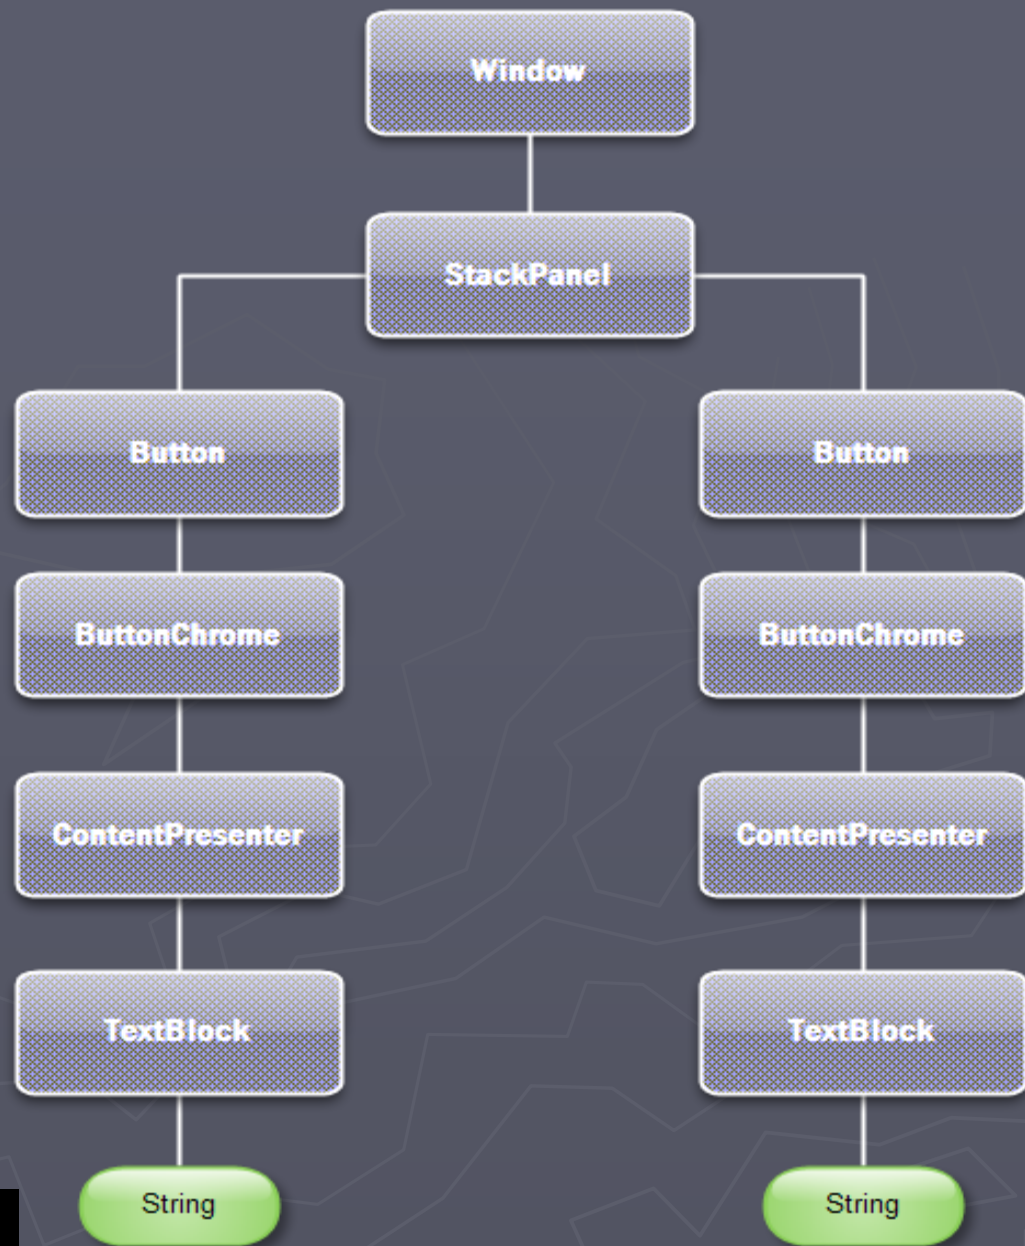 Window
StackPanel
Button
Button
ButtonChrome
ButtonChrome
ContentPresenter
ContentPresenter
TextBlock
TextBlock
String
String